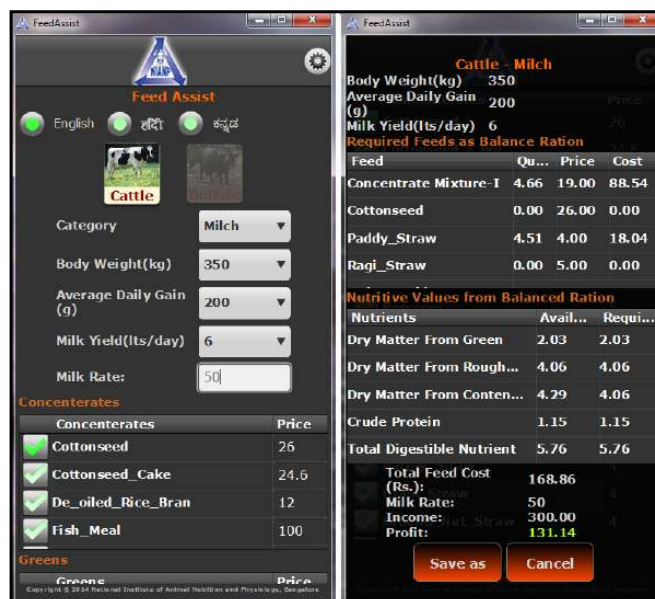 FeedAssist
NIANP
Feed Assist
English हिंदी ಕನ್ನಡ
Cattle Buffalo
Category Milch
Body Weight(kg) 350
Average Daily Gain (g) 200
Milk Yield(lts/day) 6
Milk Rate: 50
Concenterates
Concenterates Price
Cottonseed 26
Cottonseed_Cake 24.6
De_oiled_Rice_Bran 12
Fish_Meal 100
Greens
Greens Price
Copyright @ 2014 National Institute of Animal Nutrition and Physiology, Bangalore
FeedAssist
Cattle - Milch
Body Weight(kg) 350
Average Daily Gain (g) 200
Milk Yield(lts/day) 6
Required Feeds as Balance Ration
Feed Qu... Price Cost
Concentrate Mixture-I 4.66 19.00 88.54
Cottonseed 0.00 26.00 0.00
Paddy_Straw 4.51 4.00 18.04
Ragi_Straw 0.00 5.00 0.00
Nutritive Values from Balanced Ration
Nutrients Avail... Requi...
Dry Matter From Green 2.03 2.03
Dry Matter From Rough... 4.06 4.06
Dry Matter From Conten... 4.29 4.06
Crude Protein 1.15 1.15
Total Digestible Nutrient 5.76 5.76
Total Feed Cost (Rs.): 168.86
Milk Rate: 50
Income: 300.00
Profit: 131.14
Save as Cancel